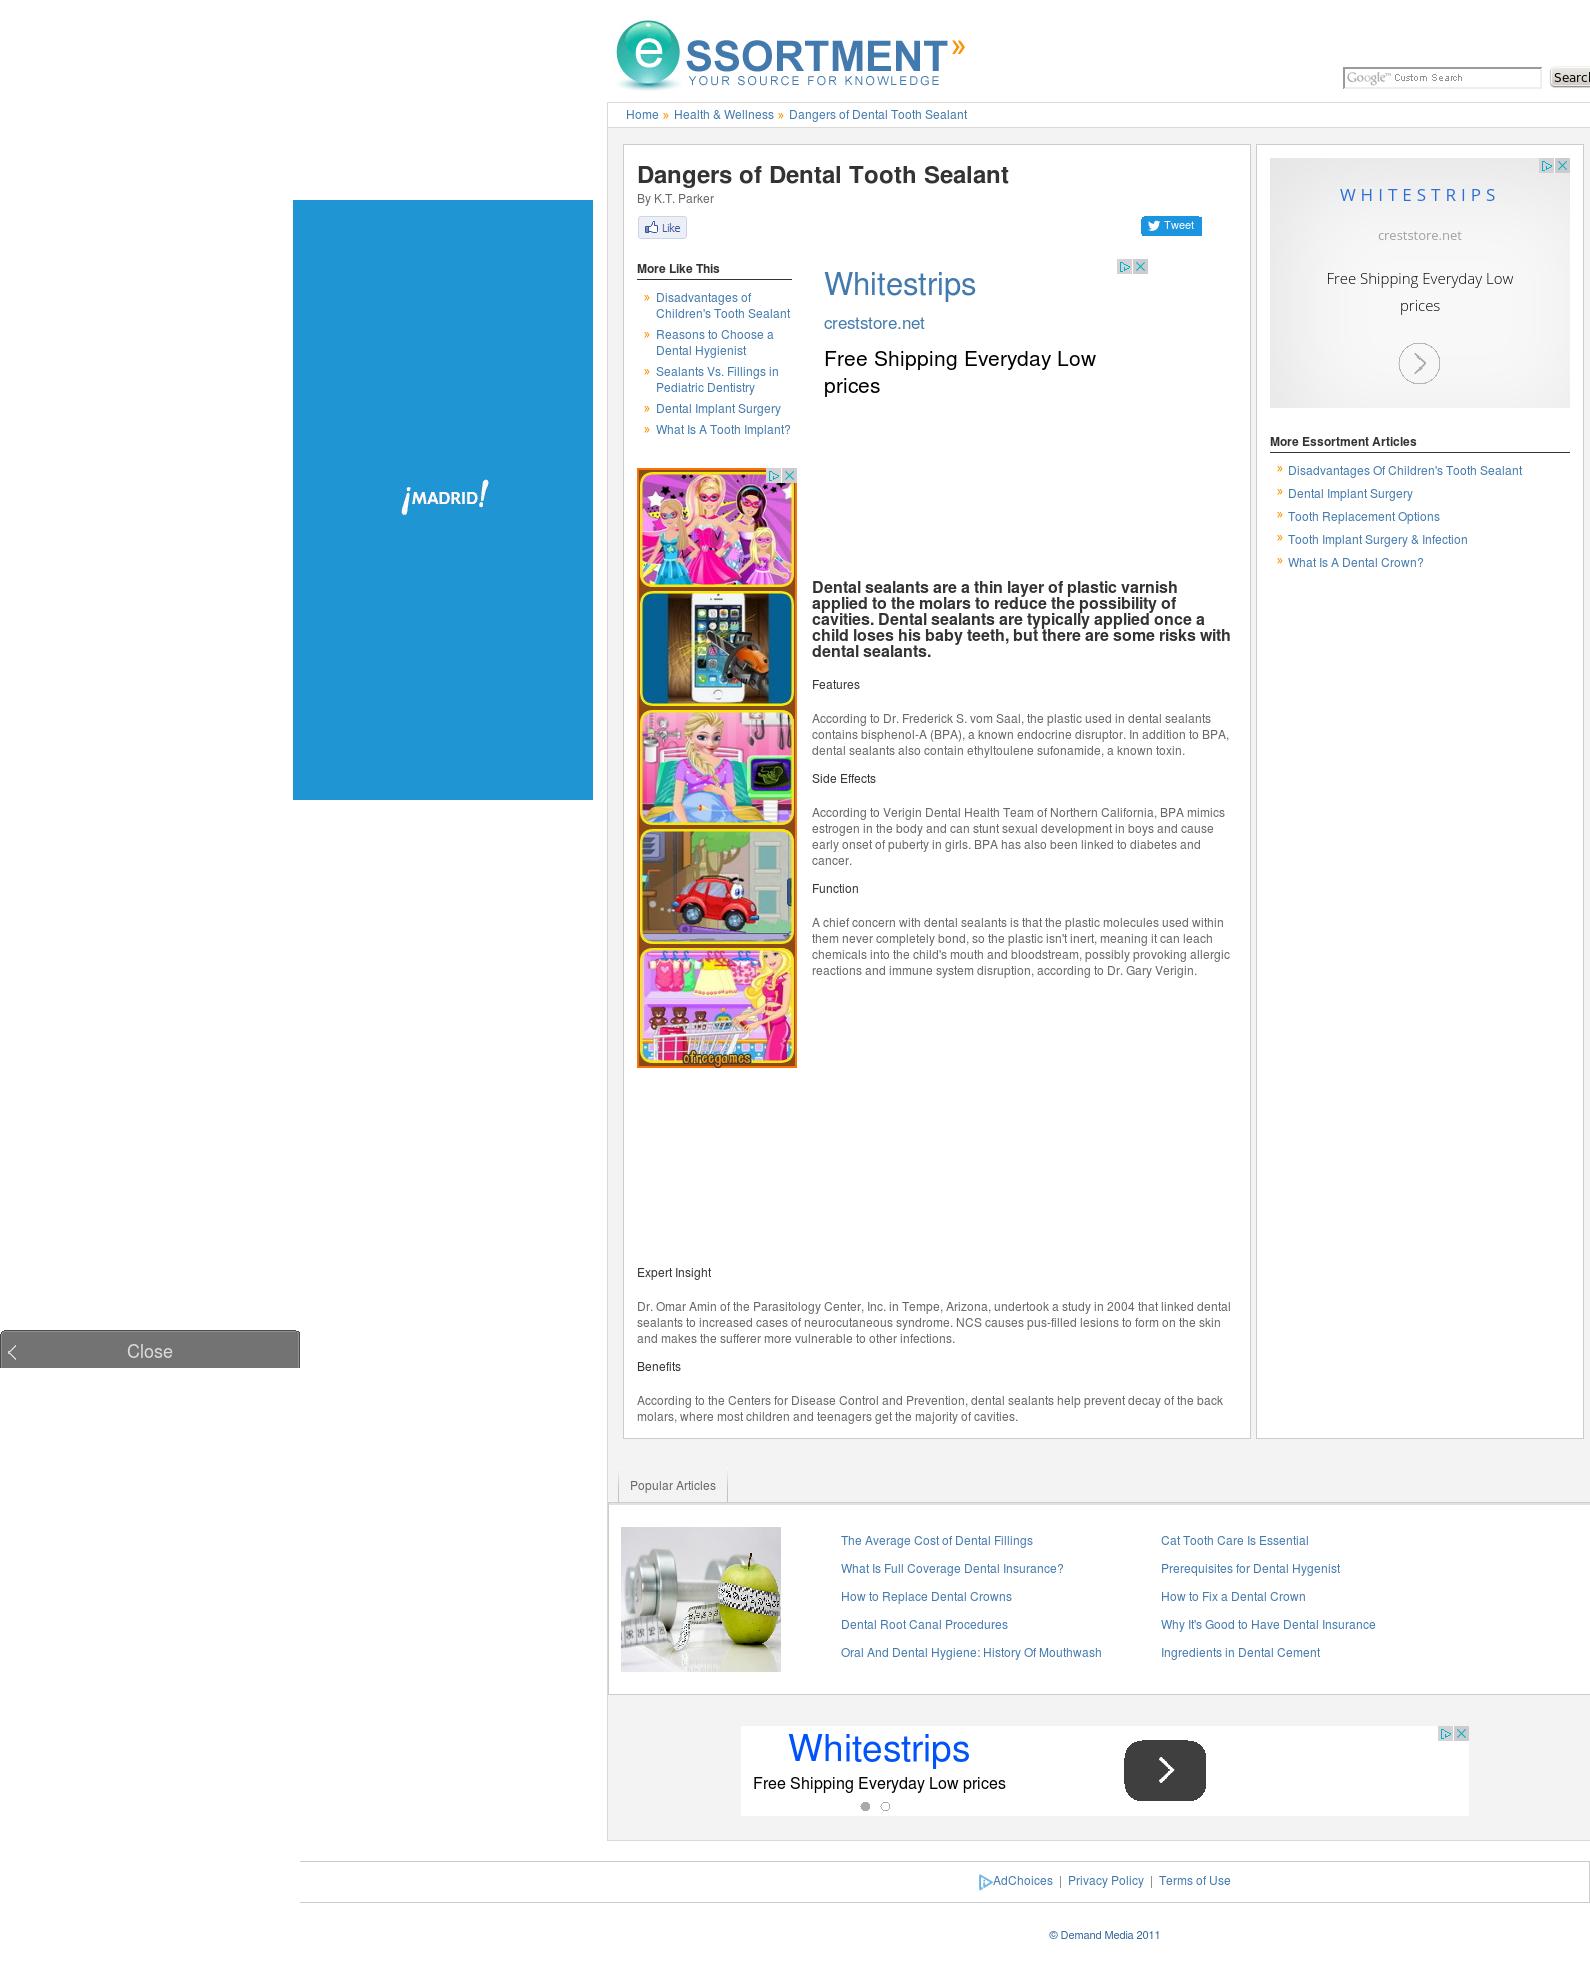 eSSORTMENT»
YOUR SOURCE FOR KNOWLEDGE
Google™ Custom Search
Search
Home » Health & Wellness » Dangers of Dental Tooth Sealant
Dangers of Dental Tooth Sealant
By K.T. Parker
Like
Tweet
More Like This
» Disadvantages of
Children's Tooth Sealant
» Reasons to Choose a
Dental Hygienist
» Sealants Vs. Fillings in
Pediatric Dentistry
» Dental Implant Surgery
» What Is A Tooth Implant?
Whitestrips
creststore.net
Free Shipping Everyday Low
prices
ofreegames
¡MADRID!
Dental sealants are a thin layer of plastic varnish
applied to the molars to reduce the possibility of
cavities. Dental sealants are typically applied once a
child loses his baby teeth, but there are some risks with
dental sealants.
Features
According to Dr. Frederick S. vom Saal, the plastic used in dental sealants
contains bisphenol-A (BPA), a known endocrine disruptor. In addition to BPA,
dental sealants also contain ethyltoulene sufonamide, a known toxin.
Side Effects
According to Verigin Dental Health Team of Northern California, BPA mimics
estrogen in the body and can stunt sexual development in boys and cause
early onset of puberty in girls. BPA has also been linked to diabetes and
cancer.
Function
A chief concern with dental sealants is that the plastic molecules used within
them never completely bond, so the plastic isn't inert, meaning it can leach
chemicals into the child's mouth and bloodstream, possibly provoking allergic
reactions and immune system disruption, according to Dr. Gary Verigin.
Expert Insight
Dr. Omar Amin of the Parasitology Center, Inc. in Tempe, Arizona, undertook a study in 2004 that linked dental
sealants to increased cases of neurocutaneous syndrome. NCS causes pus-filled lesions to form on the skin
and makes the sufferer more vulnerable to other infections.
Benefits
According to the Centers for Disease Control and Prevention, dental sealants help prevent decay of the back
molars, where most children and teenagers get the majority of cavities.
WHITESTRIPS
creststore.net
Free Shipping Everyday Low
prices
More Essortment Articles
» Disadvantages Of Children's Tooth Sealant
» Dental Implant Surgery
» Tooth Replacement Options
» Tooth Implant Surgery & Infection
» What Is A Dental Crown?
Close
Popular Articles
The Average Cost of Dental Fillings
What Is Full Coverage Dental Insurance?
How to Replace Dental Crowns
Dental Root Canal Procedures
Oral And Dental Hygiene: History Of Mouthwash
Cat Tooth Care Is Essential
Prerequisites for Dental Hygenist
How to Fix a Dental Crown
Why It's Good to Have Dental Insurance
Ingredients in Dental Cement
Whitestrips
Free Shipping Everyday Low prices
AdChoices | Privacy Policy | Terms of Use
© Demand Media 2011